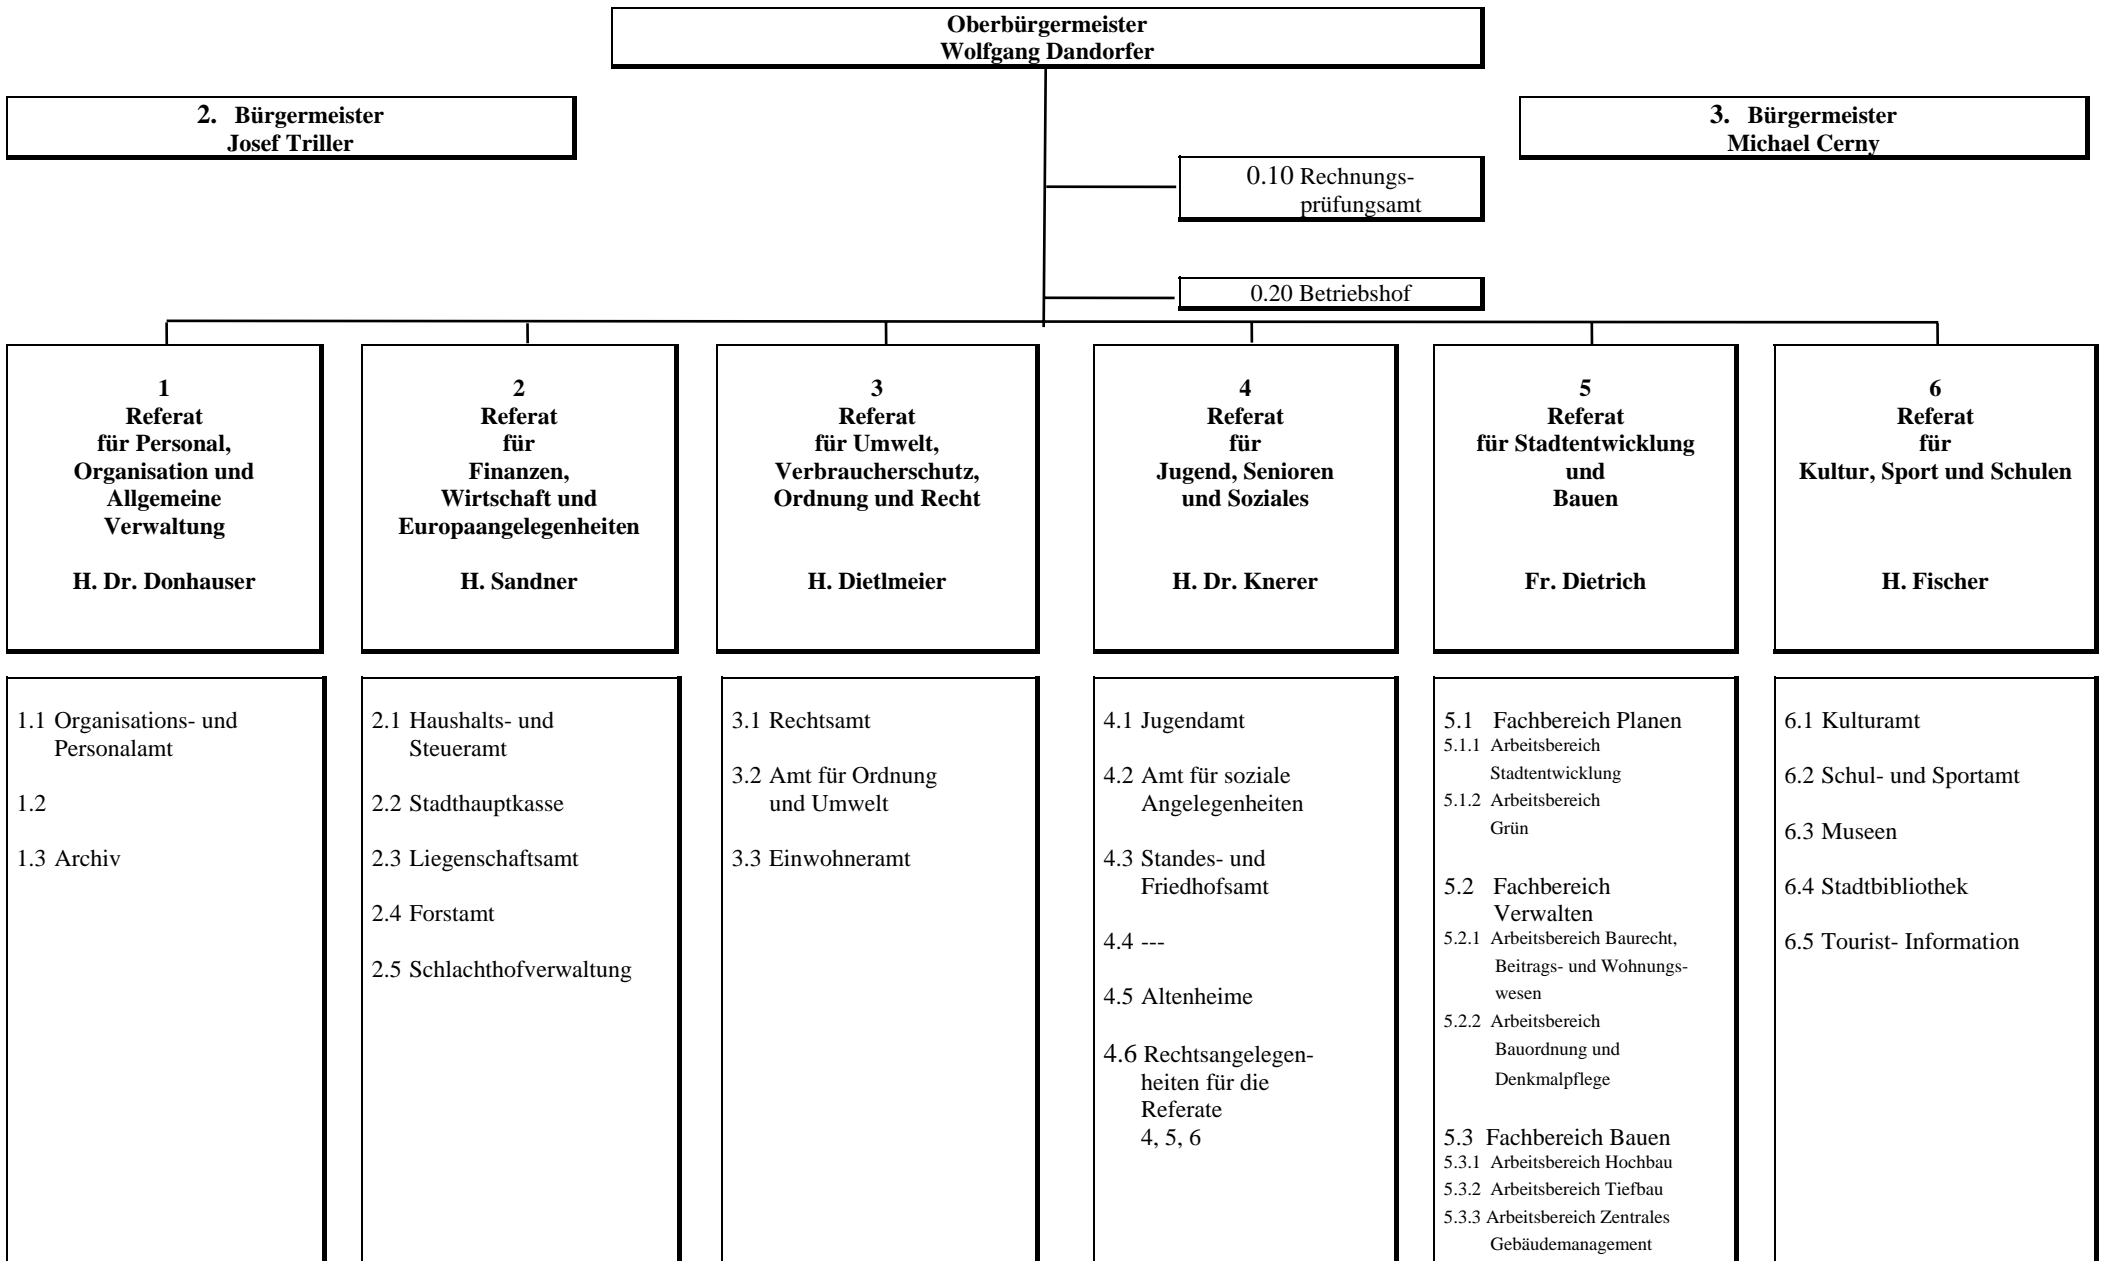 Oberbürgermeister
Wolfgang Dandorfer
2. Bürgermeister
Josef Triller
3. Bürgermeister
Michael Cerny
0.10 Rechnungs-
prüfungsamt
0.20 Betriebshof
1
Referat
für Personal,
Organisation und
Allgemeine
Verwaltung
H. Dr. Donhauser
2
Referat
für
Finanzen,
Wirtschaft und
Europaangelegenheiten
H. Sandner
3
Referat
für Umwelt,
Verbraucherschutz,
Ordnung und Recht
H. Dietlmeier
4
Referat
für
Jugend, Senioren
und Soziales
H. Dr. Knerer
5
Referat
für Stadtentwicklung
und
Bauen
Fr. Dietrich
6
Referat
für
Kultur, Sport und Schulen
H. Fischer
1.1 Organisations- und
Personalamt
1.2
1.3 Archiv
2.1 Haushalts- und
Steueramt
2.2 Stadthauptkasse
2.3 Liegenschaftsamt
2.4 Forstamt
2.5 Schlachthofverwaltung
3.1 Rechtsamt
3.2 Amt für Ordnung
und Umwelt
3.3 Einwohneramt
4.1 Jugendamt
4.2 Amt für soziale
Angelegenheiten
4.3 Standes- und
Friedhofsamt
4.4 ---
4.5 Altenheime
4.6 Rechtsangelegen-
heiten für die
Referate
4, 5, 6
5.1 Fachbereich Planen
5.1.1 Arbeitsbereich
Stadtentwicklung
5.1.2 Arbeitsbereich
Grün
5.2 Fachbereich
Verwalten
5.2.1 Arbeitsbereich Baurecht,
Beitrags- und Wohnungs-
wesen
5.2.2 Arbeitsbereich
Bauordnung und
Denkmalpflege
5.3 Fachbereich Bauen
5.3.1 Arbeitsbereich Hochbau
5.3.2 Arbeitsbereich Tiefbau
5.3.3 Arbeitsbereich Zentrales
Gebäudemanagement
6.1 Kulturamt
6.2 Schul- und Sportamt
6.3 Museen
6.4 Stadtbibliothek
6.5 Tourist- Information